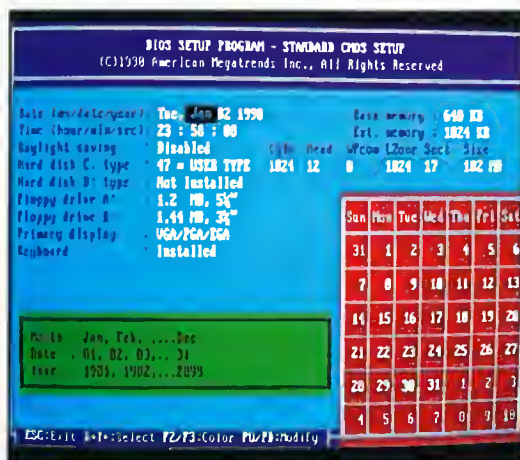 BIOS SETUP PROGRAM - STANDARD CMOS SETUP
(C)1990 American Megatrends Inc., All Rights Reserved
Date (mn/date/year): Tue, Jan 02 1990
Base memory : 640 KB
Time (hour/min/sec): 23 : 58 : 00
Ext. memory : 1024 KB
Daylight saving : Disabled
Cyln Head WPcom LZone Sect Size
Hard disk C: type : 47 = USER TYPE 1024 12 0 1024 17 102 MB
Hard disk D: type : Not Installed
Floppy drive A: 1.2 MB, 5¼"
Floppy drive B: 1.44 MB, 3½"
Primary display : VGA/PGA/EGA
Keyboard : Installed
Sun Mon Tue Wed Thu Fri Sat
31 1 2 3 4 5 6
7 8 9 10 11 12 13
14 15 16 17 18 19 20
21 22 23 24 25 26 27
28 29 30 31 1 2 3
4 5 6 7 8 9 10
Month : Jan, Feb, ....Dec
Date : 01, 02, 03,.. 31
Year : 1901, 1902,...2099
ESC:Exit :Select F2/F3:Color PU/PD:Modify